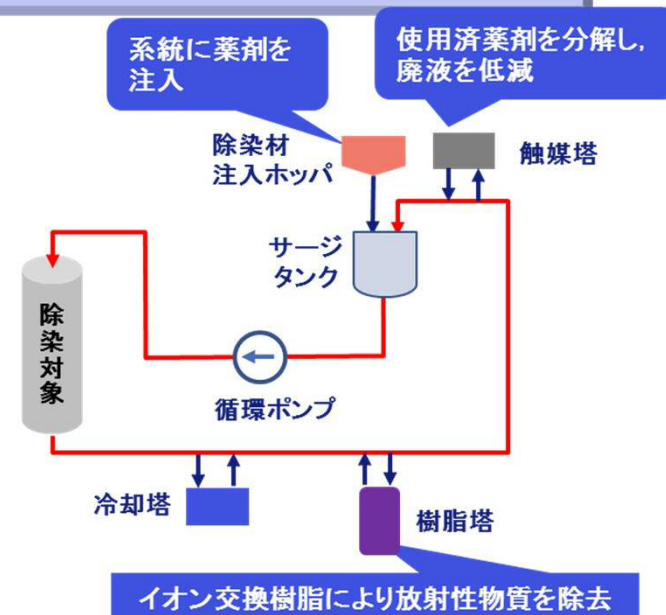 系統に薬剤を
注入
使用済薬剤を分解し,
廃液を低減
除染材
注入ホッパ
触媒塔
サージ
タンク
除染対象
循環ポンプ
冷却塔
樹脂塔
イオン交換樹脂により放射性物質を除去